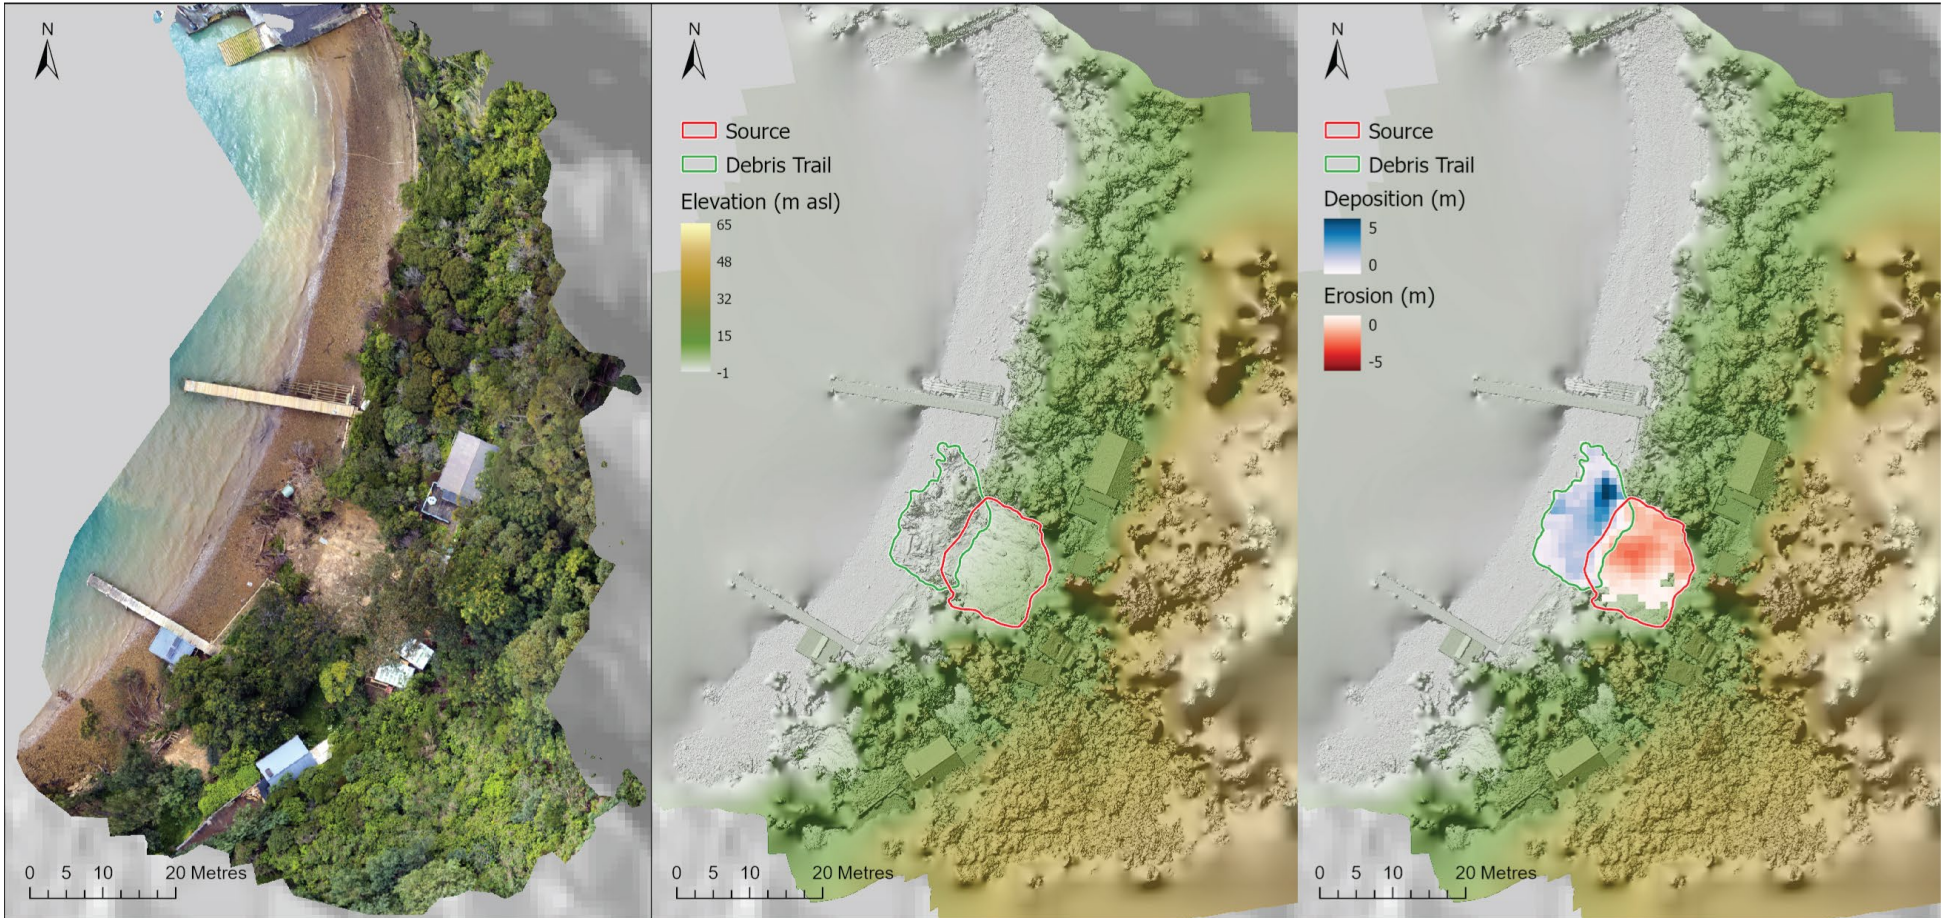 N
0 5 10 20 Metres
N
Source
Debris Trail
Elevation (m asl)
65
48
32
15
-1
0 5 10 20 Metres
N
Source
Debris Trail
Deposition (m)
5
0
Erosion (m)
0
-5
0 5 10 20 Metres